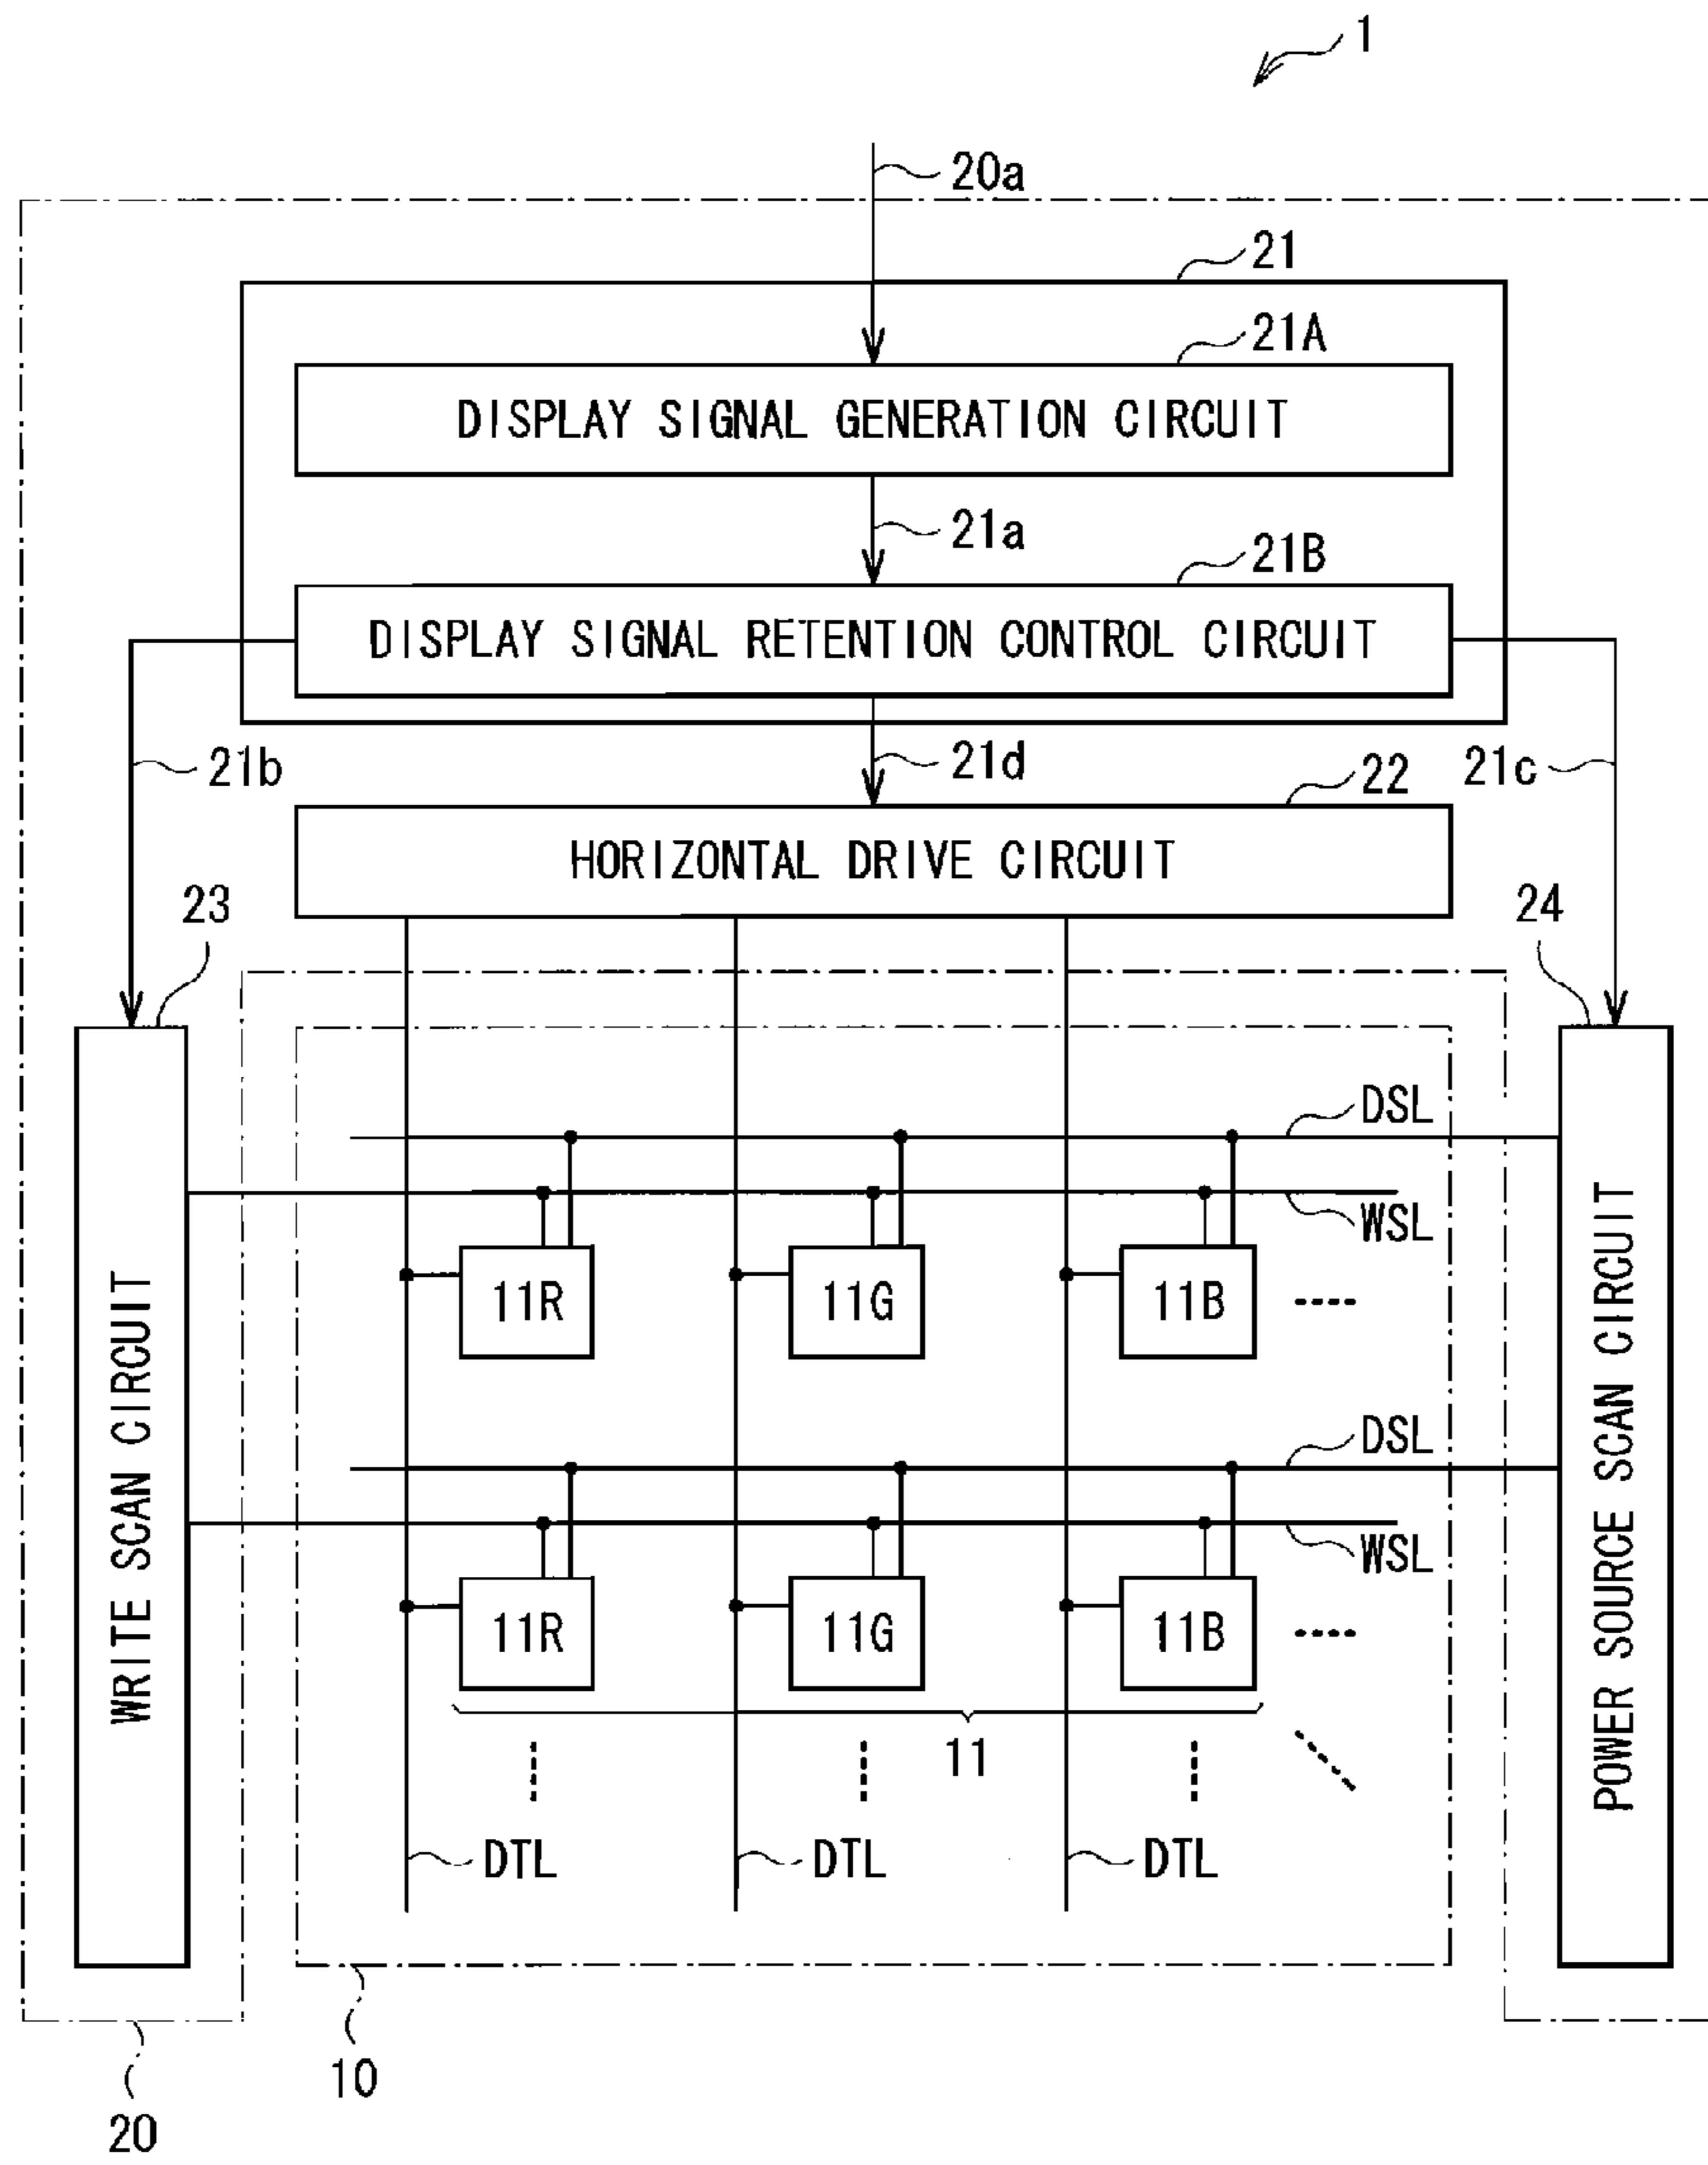 1
20a
21
21A
DISPLAY SIGNAL GENERATION CIRCUIT
21a
21B
DISPLAY SIGNAL RETENTION CONTROL CIRCUIT
21b
21d
21c
22
HORIZONTAL DRIVE CIRCUIT
23
24
DSL
WSL
11R
11G
11B
DSL
WSL
11R
11G
11B
11
WRITE SCAN CIRCUIT
POWER SOURCE SCAN CIRCUIT
DTL
DTL
DTL
10
20